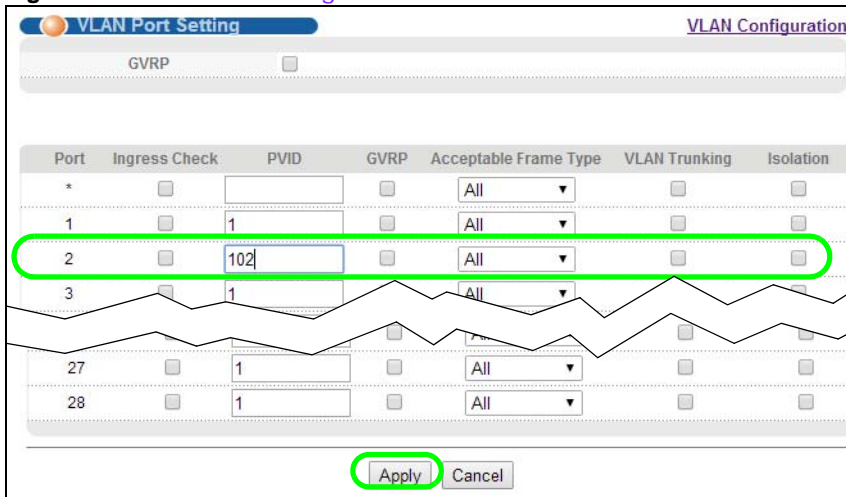 VLAN Port Setting VLAN Configuration
GVRP
Port Ingress Check PVID GVRP Acceptable Frame Type VLAN Trunking Isolation
* All
1 1 All
2 102 All
3 1 All
27 1 All
28 1 All
Apply Cancel